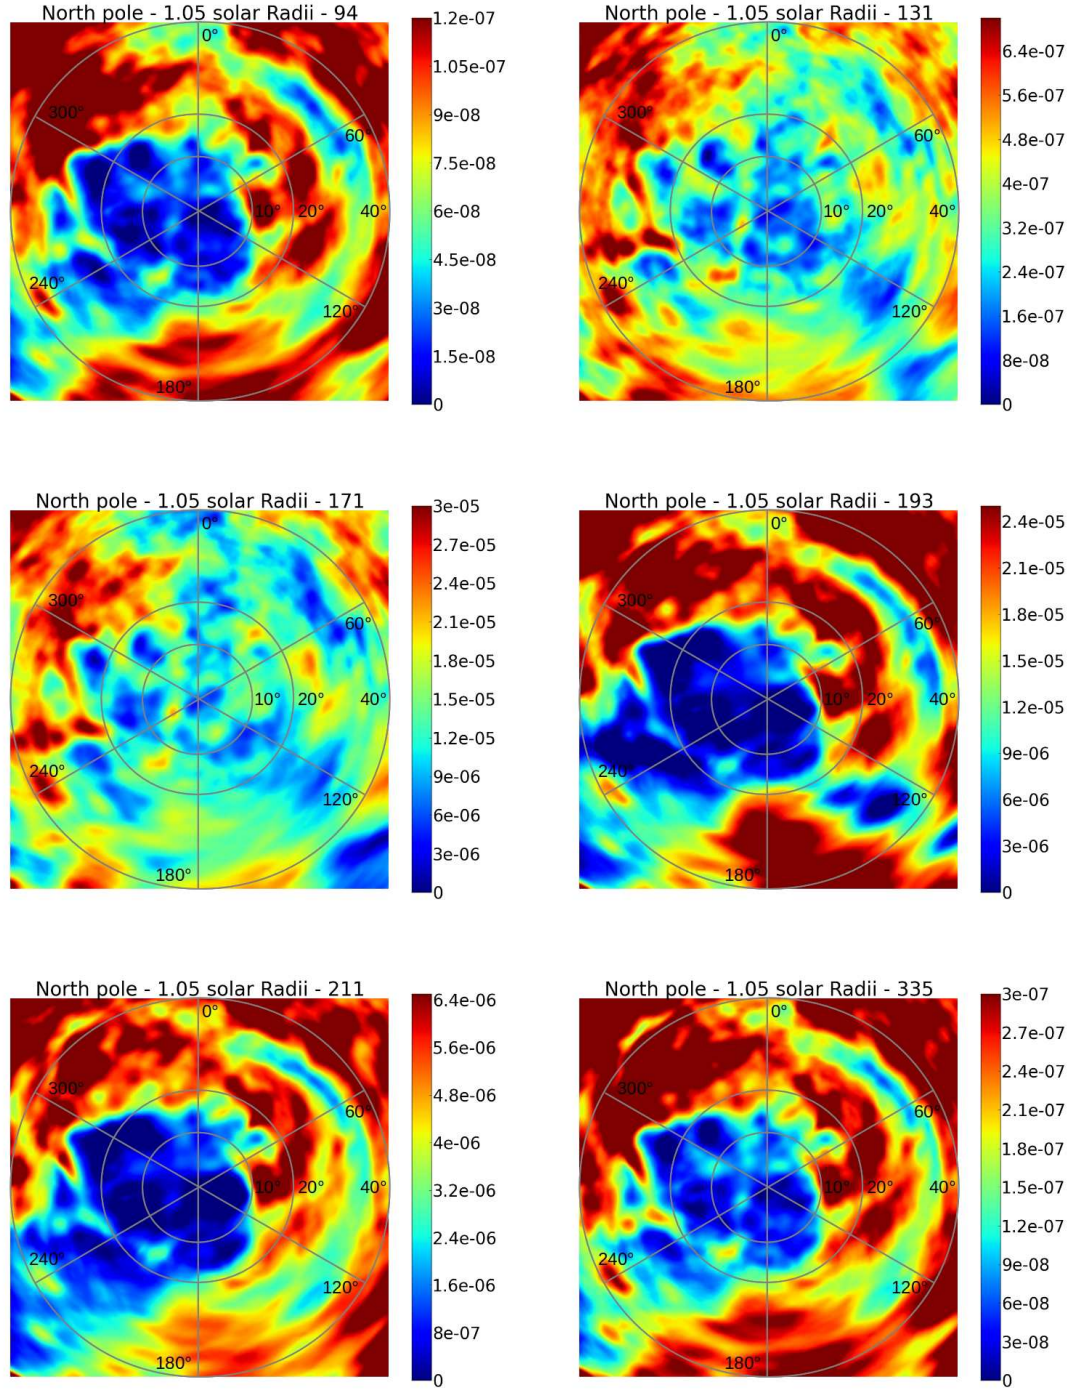 North pole - 1.05 solar Radii - 94
0°
60°
300°
10° 20° 40°
240°
120°
180°
1.2e-07
1.05e-07
9e-08
7.5e-08
6e-08
4.5e-08
3e-08
1.5e-08
0
North pole - 1.05 solar Radii - 131
0°
60°
300°
10° 20° 40°
240°
120°
180°
6.4e-07
5.6e-07
4.8e-07
4e-07
3.2e-07
2.4e-07
1.6e-07
8e-08
0
North pole - 1.05 solar Radii - 171
0°
60°
300°
10° 20° 40°
240°
120°
180°
3e-05
2.7e-05
2.4e-05
2.1e-05
1.8e-05
1.5e-05
1.2e-05
9e-06
6e-06
3e-06
0
North pole - 1.05 solar Radii - 193
0°
60°
300°
10° 20° 40°
240°
120°
180°
2.4e-05
2.1e-05
1.8e-05
1.5e-05
1.2e-05
9e-06
6e-06
3e-06
0
North pole - 1.05 solar Radii - 211
0°
60°
300°
10° 20° 40°
240°
120°
180°
6.4e-06
5.6e-06
4.8e-06
4e-06
3.2e-06
2.4e-06
1.6e-06
8e-07
0
North pole - 1.05 solar Radii - 335
0°
60°
300°
10° 20° 40°
240°
120°
180°
3e-07
2.7e-07
2.4e-07
2.1e-07
1.8e-07
1.5e-07
1.2e-07
9e-08
6e-08
3e-08
0